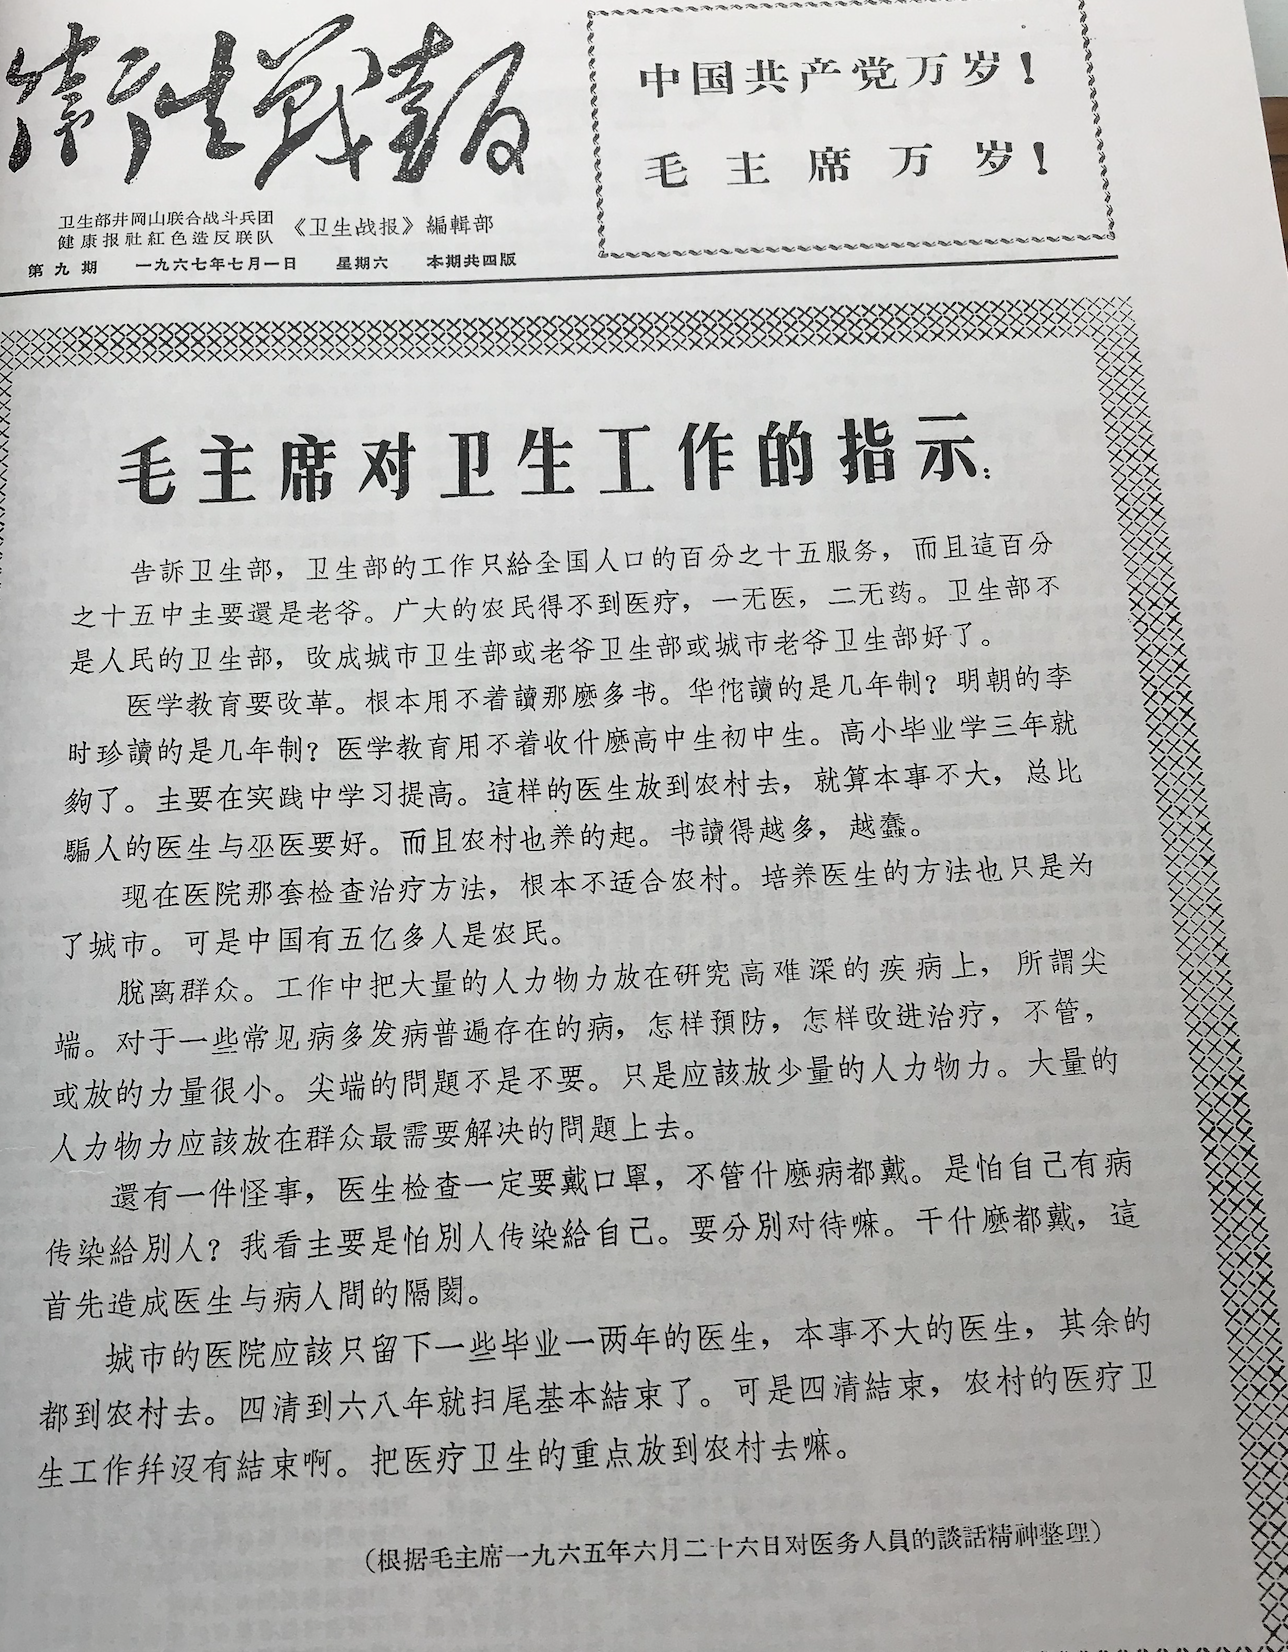 衛生战报
中国共产党万岁！
毛主席万岁！
卫生部井岡山联合战斗兵团
健康报社紅色造反联队
《卫生战报》編輯部
第九期 一九六七年七月一日 星期六 本期共四版
毛主席对卫生工作的指示：
告訴卫生部，卫生部的工作只給全国人口的百分之十五服务，而且這百分
之十五中主要還是老爷。广大的农民得不到医疗，一无医，二无药。卫生部不
是人民的卫生部，改成城市卫生部或老爷卫生部或城市老爷卫生部好了。
医学教育要改革。根本用不着讀那麼多书。华佗讀的是几年制？明朝的李
时珍讀的是几年制？医学教育用不着收什麼高中生初中生。高小毕业学三年就
夠了。主要在实践中学习提高。這样的医生放到农村去，就算本事不大，总比
騙人的医生与巫医要好。而且农村也养的起。书讀得越多，越蠢。
现在医院那套检查治疗方法，根本不适合农村。培养医生的方法也只是为
了城市。可是中国有五亿多人是农民。
脫离群众。工作中把大量的人力物力放在研究高难深的疾病上，所謂尖
端。对于一些常见病多发病普遍存在的病，怎样預防，怎样改进治疗，不管，
或放的力量很小。尖端的問題不是不要。只是应該放少量的人力物力。大量的
人力物力应該放在群众最需要解决的問題上去。
還有一件怪事，医生检查一定要戴口罩，不管什麼病都戴。是怕自己有病
传染給別人？我看主要是怕別人传染給自己。要分別对待嘛。干什麼都戴，這
首先造成医生与病人間的隔閡。
城市的医院应該只留下一些毕业一两年的医生，本事不大的医生，其余的
都到农村去。四清到六八年就扫尾基本結束了。可是四清結束，农村的医疗卫
生工作幷沒有結束啊。把医疗卫生的重点放到农村去嘛。
（根据毛主席一九六五年六月二十六日对医务人員的談話精神整理）